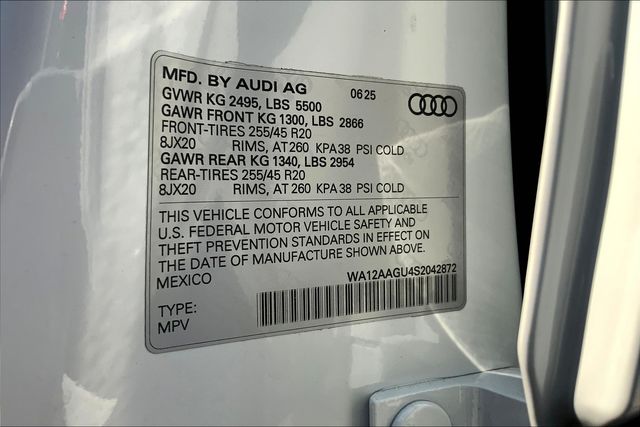 MFD. BY AUDI AG 06 25
GVWR KG 2495, LBS 5500
GAWR FRONT KG 1300, LBS 2866
FRONT-TIRES 255/45 R20
8JX20 RIMS, AT 260 KPA 38 PSI COLD
GAWR REAR KG 1340, LBS 2954
REAR-TIRES 255/45 R20
8JX20 RIMS, AT 260 KPA 38 PSI COLD
THIS VEHICLE CONFORMS TO ALL APPLICABLE
U.S. FEDERAL MOTOR VEHICLE SAFETY AND
THEFT PREVENTION STANDARDS IN EFFECT ON
THE DATE OF MANUFACTURE SHOWN ABOVE.
MEXICO WA12AAGU4S2042872
TYPE:
MPV